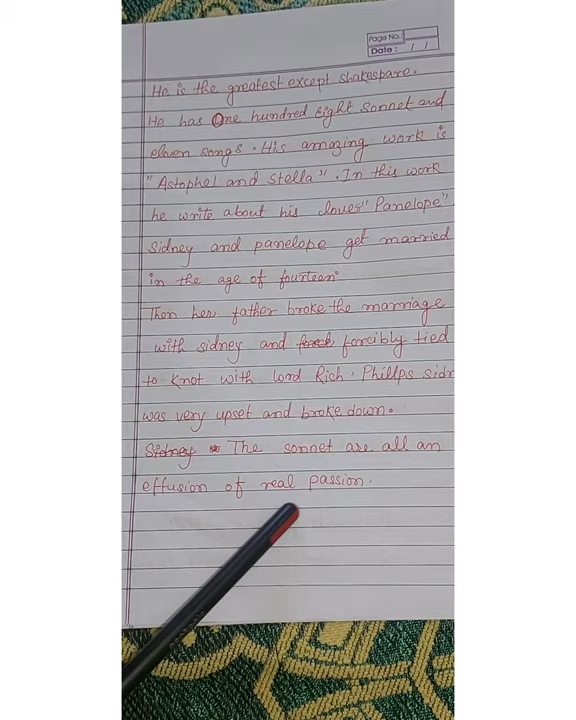 Page No.:
Date : / /
He is the greatest except shakespare.
He has One hundred Eight sonnet and
eleven songs. His amazing work is
"Astophel and Stella". In this work
he write about his lover "Panelope"
Sidney and panelope get married
in the age of fourteen.
Then her father broke the marriage
with sidney and forcibly tied
to Knot with lord Rich. Phillps sidn
was very upset and broke down.
Sidney The sonnet are all an
effusion of real passion.